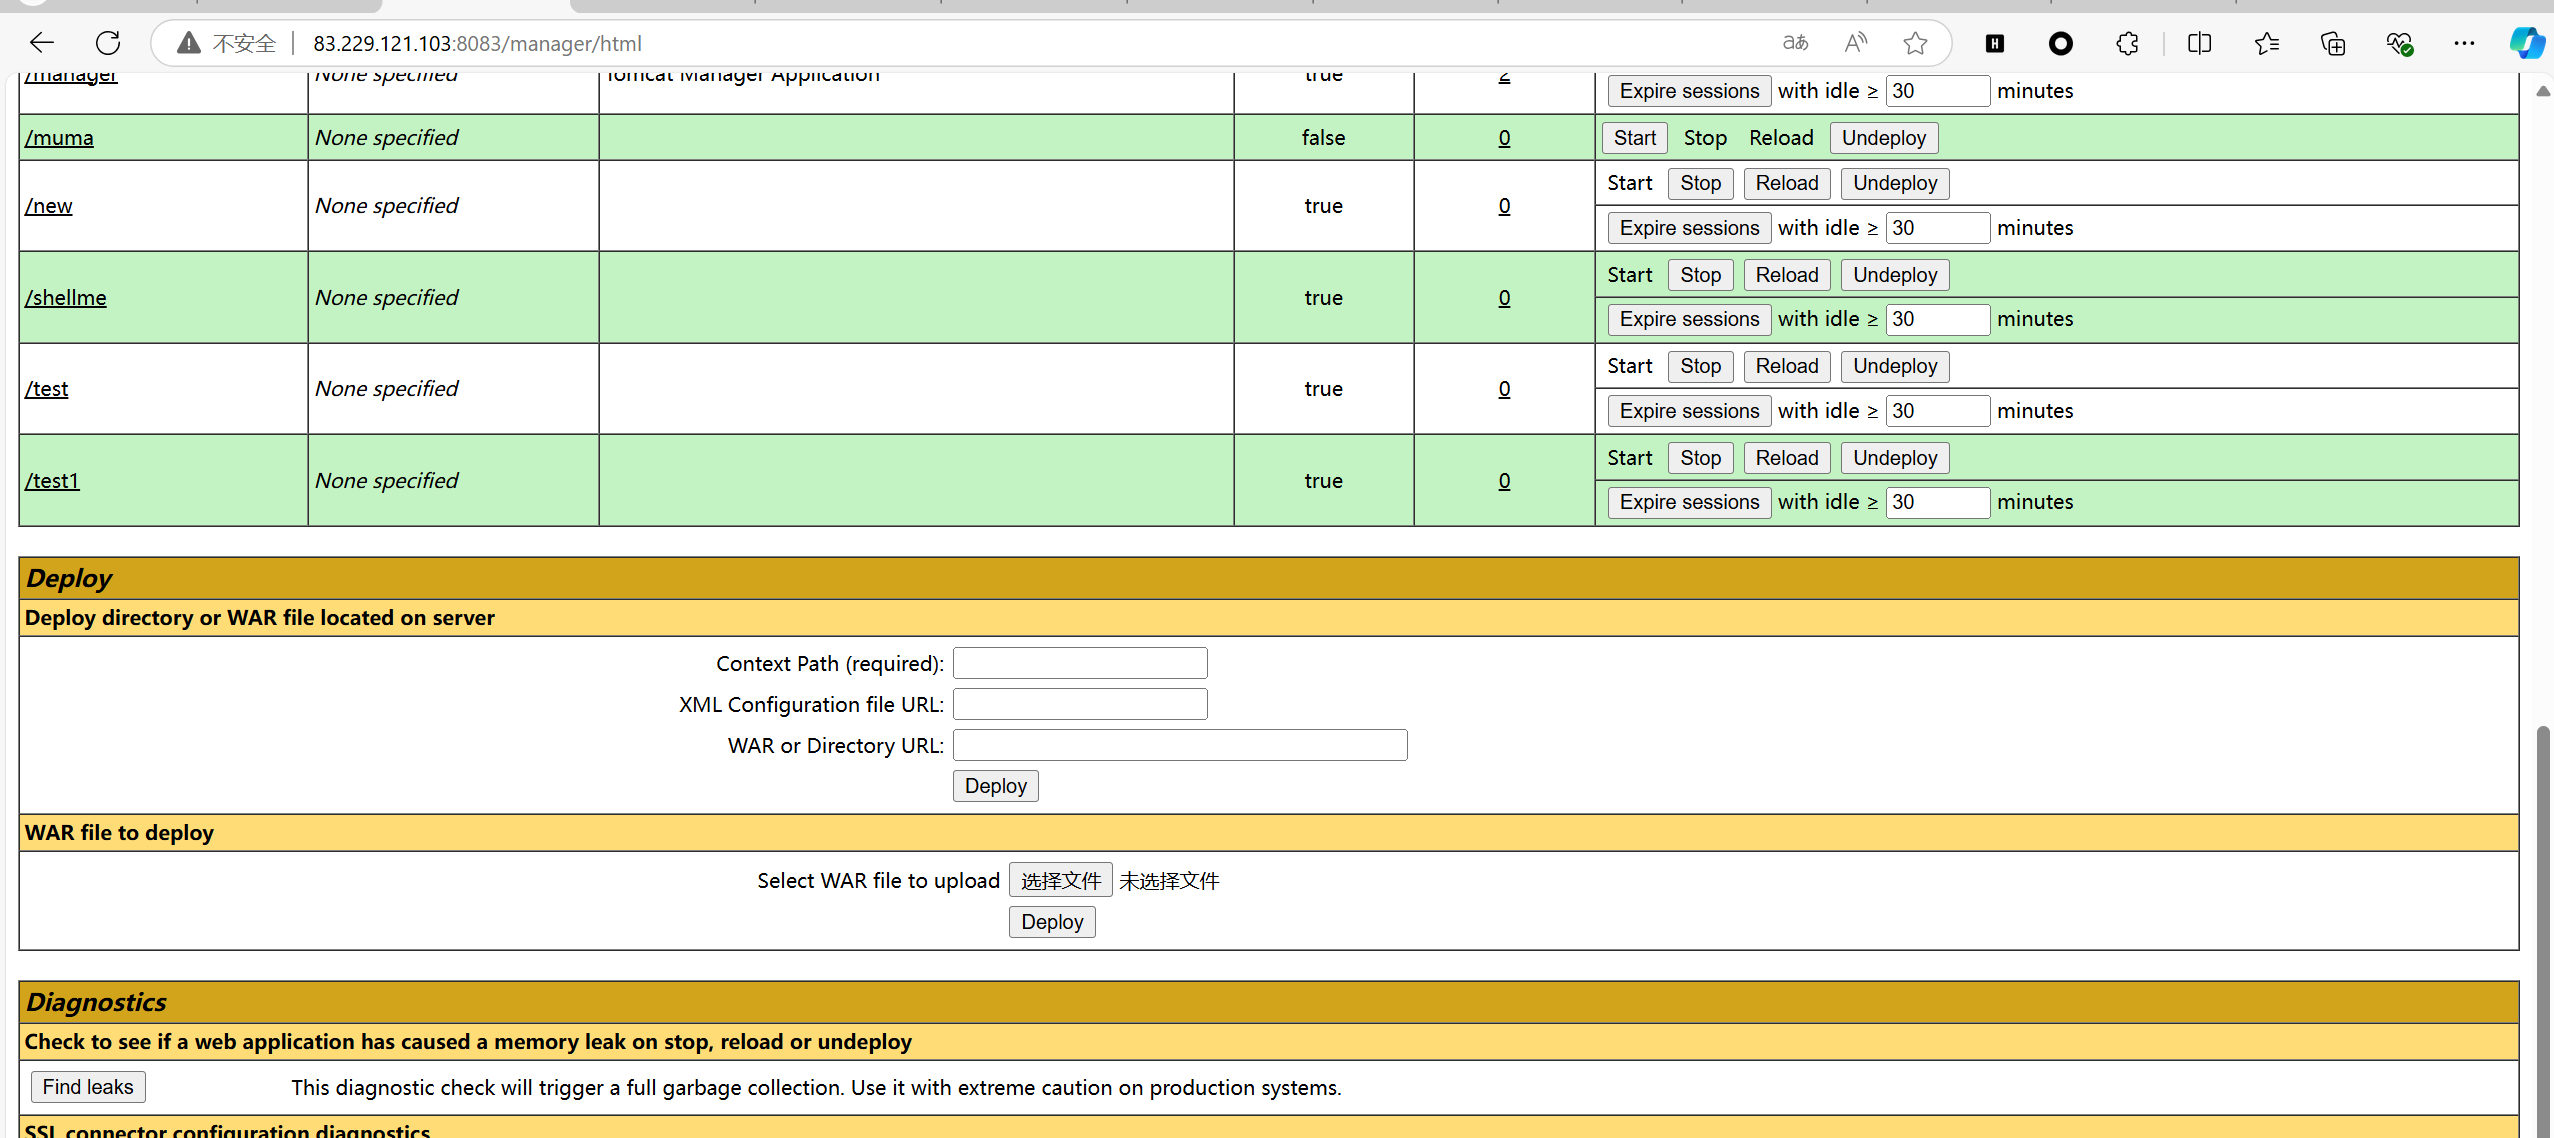 不安全 83.229.121.103:8083/manager/html
/manager None specified Tomcat Manager Application true 2 Expire sessions with idle ≥ 30 minutes
/muma None specified false 0 Start Stop Reload Undeploy
/new None specified true 0 Start Stop Reload Undeploy
Expire sessions with idle ≥ 30 minutes
/shellme None specified true 0 Start Stop Reload Undeploy
Expire sessions with idle ≥ 30 minutes
/test None specified true 0 Start Stop Reload Undeploy
Expire sessions with idle ≥ 30 minutes
/test1 None specified true 0 Start Stop Reload Undeploy
Expire sessions with idle ≥ 30 minutes
Deploy
Deploy directory or WAR file located on server
Context Path (required):
XML Configuration file URL:
WAR or Directory URL:
Deploy
WAR file to deploy
Select WAR file to upload 选择文件 未选择文件
Deploy
Diagnostics
Check to see if a web application has caused a memory leak on stop, reload or undeploy
Find leaks This diagnostic check will trigger a full garbage collection. Use it with extreme caution on production systems.
SSL connector configuration diagnostics